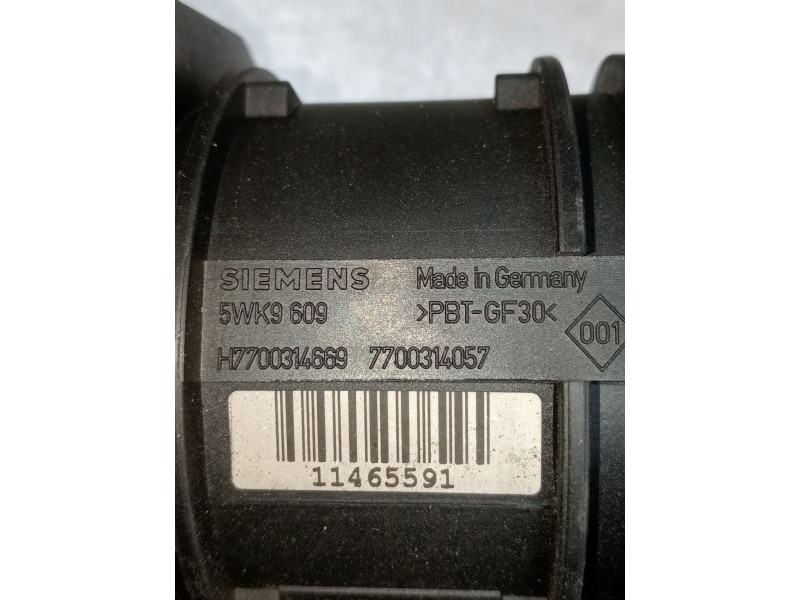 SIEMENS Made in Germany
5WK9 609 >PBT-GF30< 001
H7700314669 7700314057
11465591